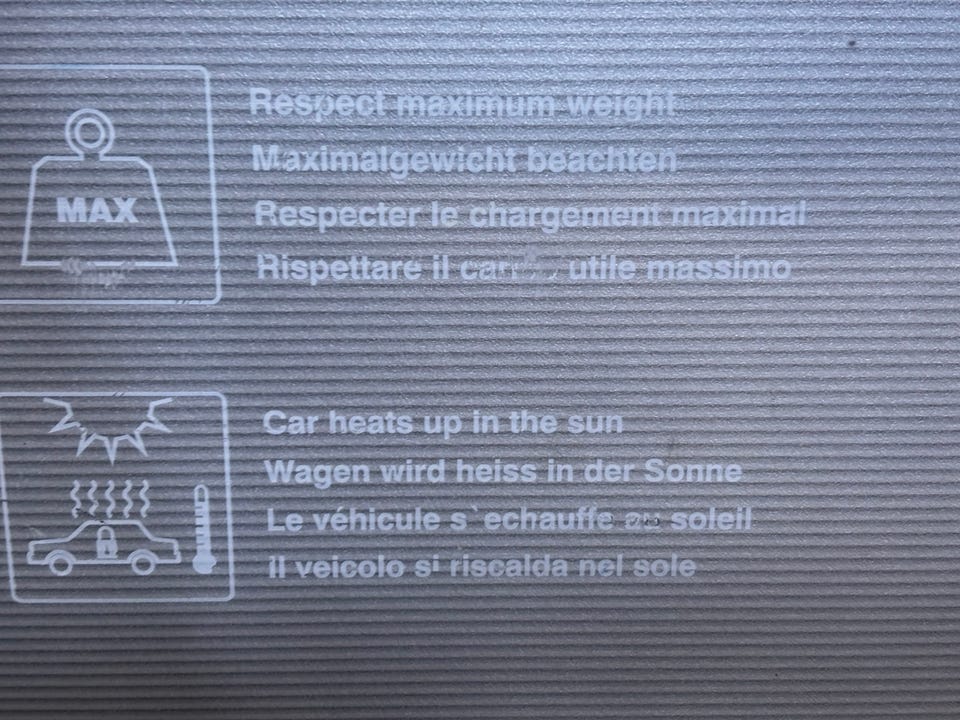 Respect maximum weight
Maximalgewicht beachten
MAX
Respecter le chargement maximal
Rispettare il utile massimo
Car heats up in the sun
Wagen wird heiss in der Sonne
Le véhicule s`echauffe au soleil
Il veicolo si riscalda nel sole